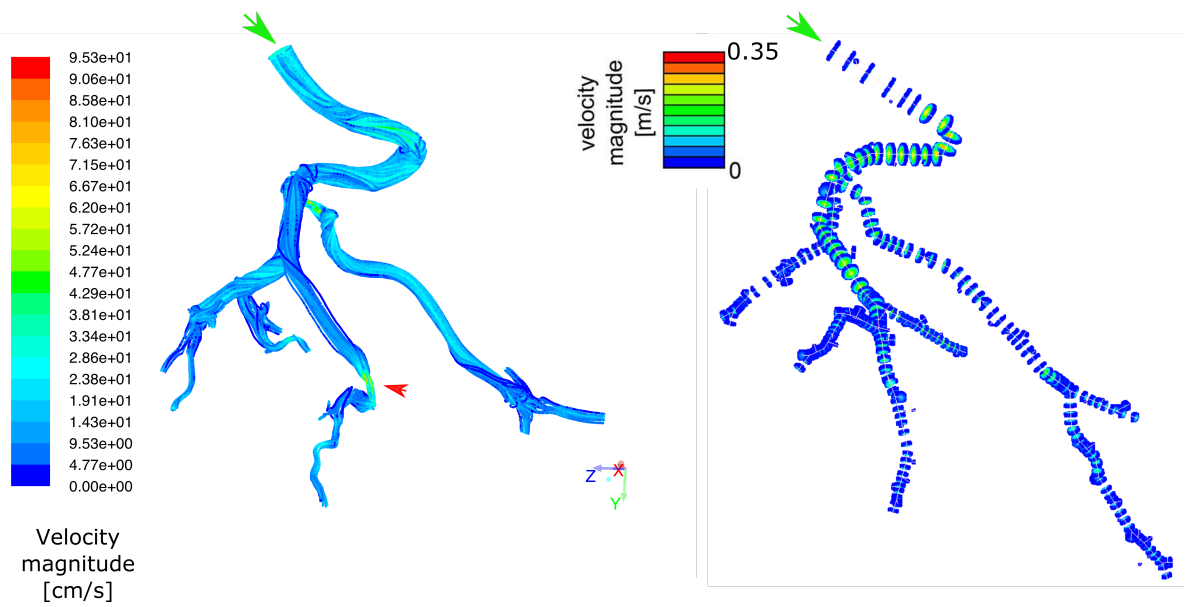 9.53e+01
9.06e+01
8.58e+01
8.10e+01
7.63e+01
7.15e+01
6.67e+01
6.20e+01
5.72e+01
5.24e+01
4.77e+01
4.29e+01
3.81e+01
3.34e+01
2.86e+01
2.38e+01
1.91e+01
1.43e+01
9.53e+00
4.77e+00
0.00e+00
Velocity
magnitude
[cm/s]
Z
X
Y
velocity
magnitude
[m/s]
0.35
0